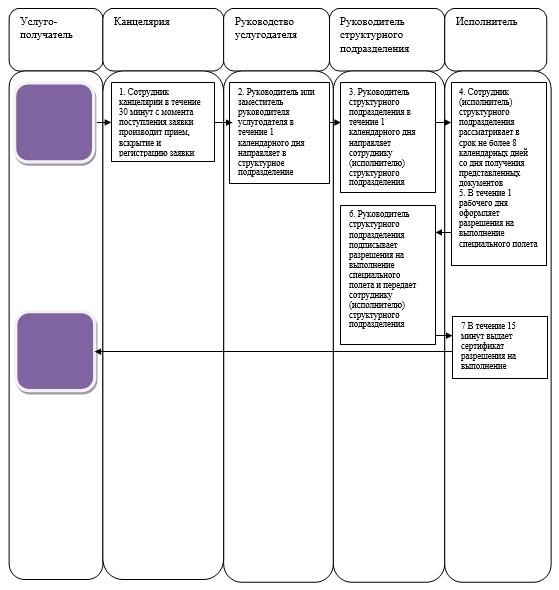 Услуго-
получатель
Канцелярия
Руководство
услугодателя
Руководитель
структурного
подразделения
Исполнитель
1. Сотрудник
канцелярии в течение
30 минут с момента
поступления заявки
производит прием,
вскрытие и
регистрацию заявки
2. Руководитель или
заместитель
руководителя
услугодателя в
течение 1
календарного дня
направляет в
структурное
подразделение
3. Руководитель
структурного
подразделения в
течение 1
календарного дня
направляет
сотруднику
(исполнителю)
структурного
подразделения
4. Сотрудник
(исполнитель)
структурного
подразделения
рассматривает в
срок не более 8
календарных дней
со дня получения
представленных
документов
5. В течение 1
рабочего дня
оформляет
разрешения на
выполнение
специального полета
6. Руководитель
структурного
подразделения
подписывает
разрешения на
выполнение
специального
полета и передает
сотруднику
(исполнителю)
структурного
подразделения
7 В течение 15
минут выдает
сертификат
разрешения на
выполнение